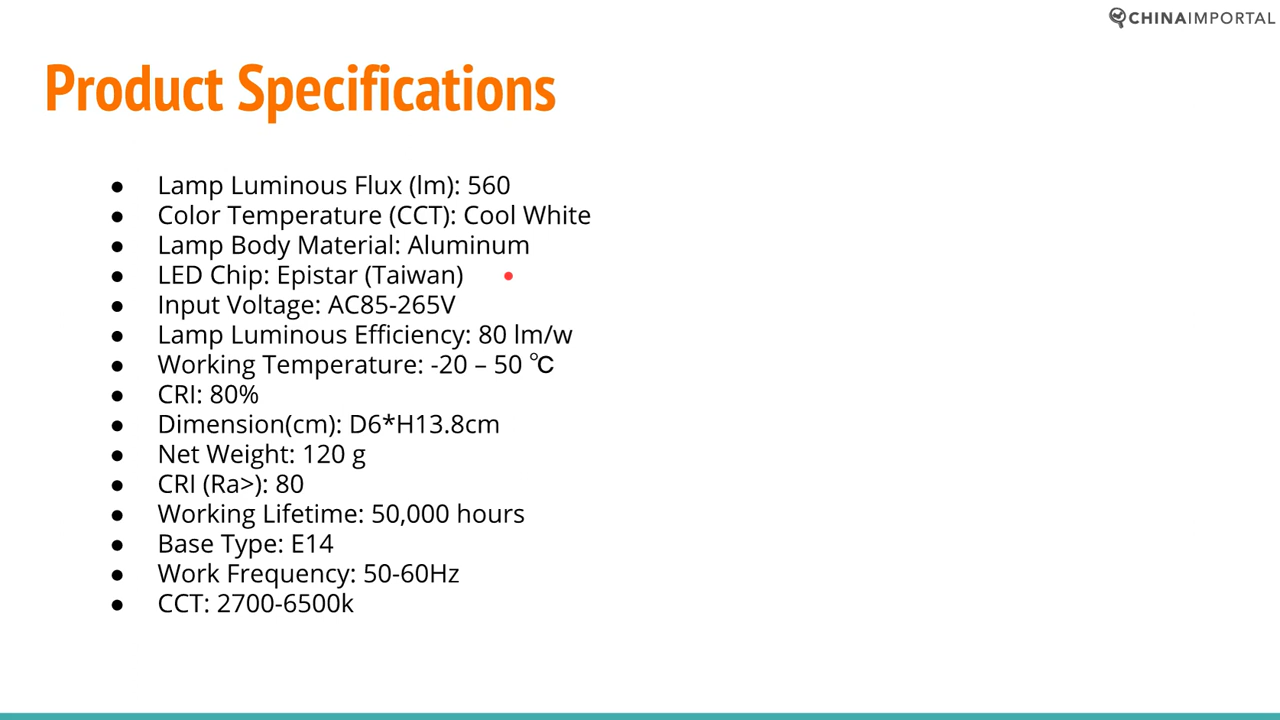 CHINAIMPORTAL
Product Specifications
● Lamp Luminous Flux (lm): 560
● Color Temperature (CCT): Cool White
● Lamp Body Material: Aluminum
● LED Chip: Epistar (Taiwan)
● Input Voltage: AC85-265V
● Lamp Luminous Efficiency: 80 lm/w
● Working Temperature: -20 – 50 ℃
● CRI: 80%
● Dimension(cm): D6*H13.8cm
● Net Weight: 120 g
● CRI (Ra>): 80
● Working Lifetime: 50,000 hours
● Base Type: E14
● Work Frequency: 50-60Hz
● CCT: 2700-6500k